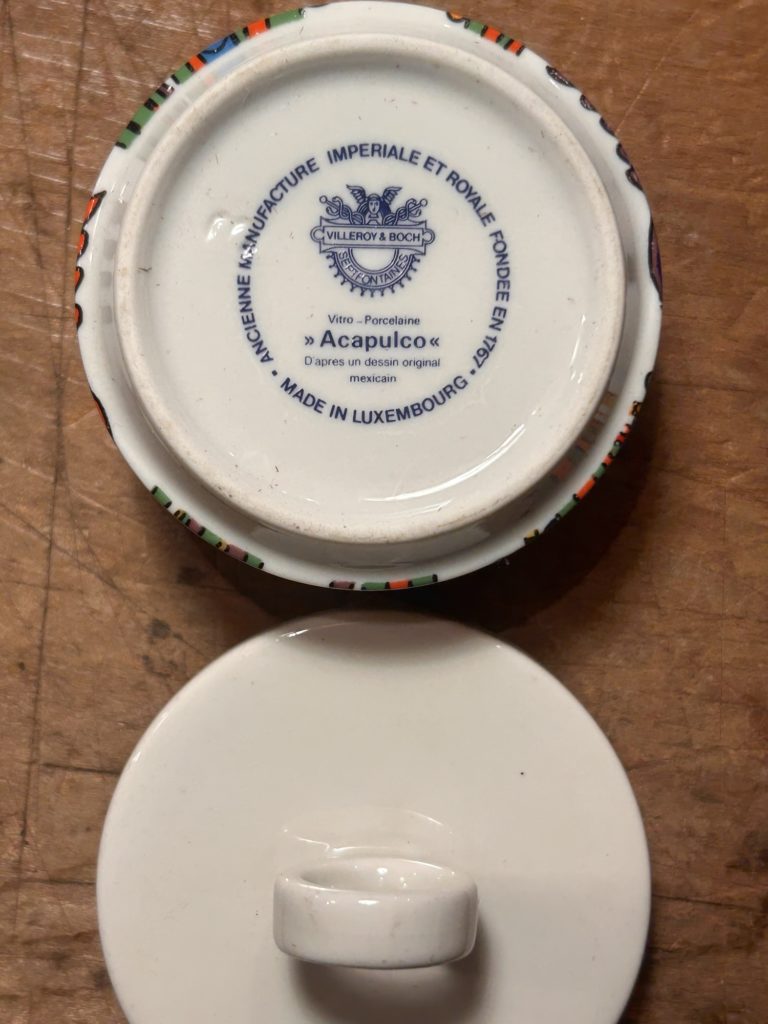 ANCIENNE MANUFACTURE IMPERIALE ET ROYALE FONDEE EN 1767
VILLEROY & BOCH
SEPTFONTAINES
Vitro - Porcelaine
» Acapulco «
D'apres un dessin original
mexicain
• MADE IN LUXEMBOURG •